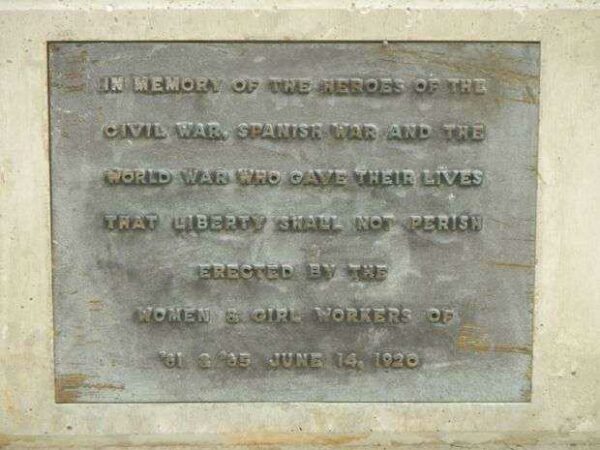 IN MEMORY OF THE HEROES OF THE
CIVIL WAR, SPANISH WAR AND THE
WORLD WAR WHO GAVE THEIR LIVES
THAT LIBERTY SHALL NOT PERISH
ERECTED BY THE
WOMEN & GIRL WORKERS OF
'61 & '65 JUNE 14, 1920